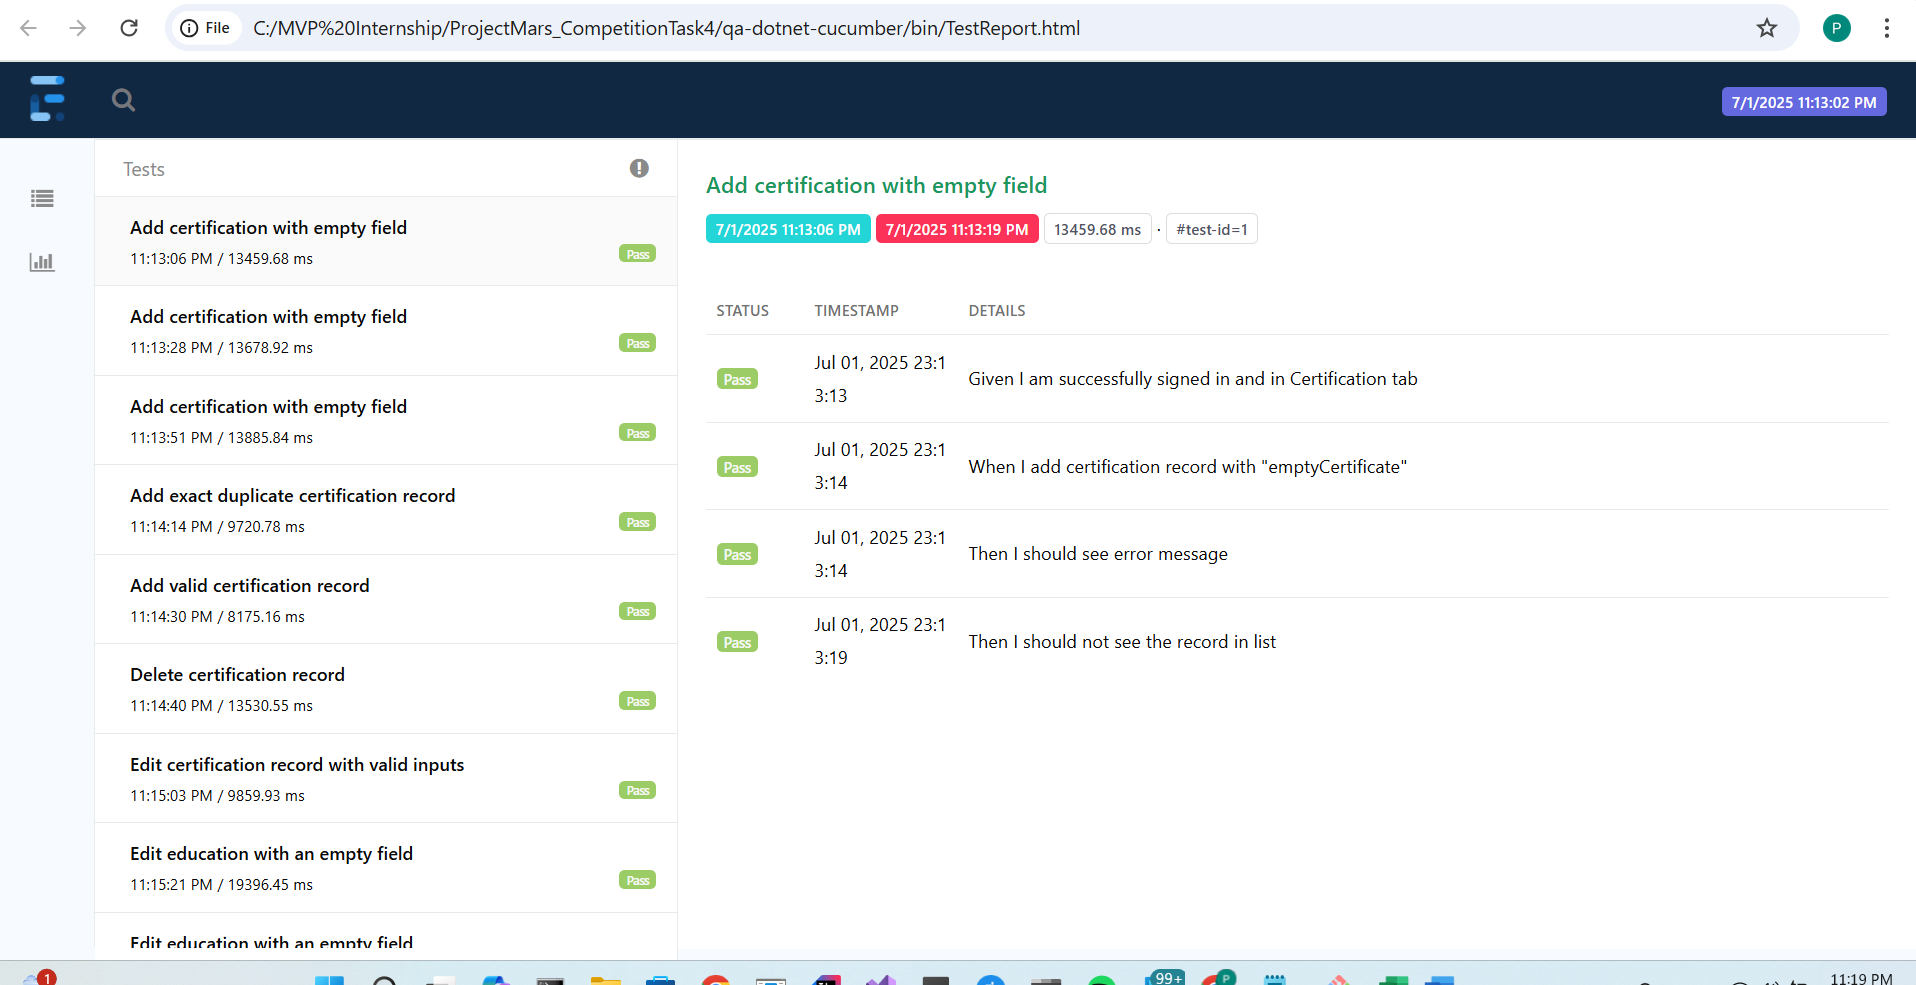 File
C:/MVP%20Internship/ProjectMars_CompetitionTask4/qa-dotnet-cucumber/bin/TestReport.html
P
7/1/2025 11:13:02 PM
Tests
Add certification with empty field
11:13:06 PM / 13459.68 ms
Pass
Add certification with empty field
11:13:28 PM / 13678.92 ms
Pass
Add certification with empty field
11:13:51 PM / 13885.84 ms
Pass
Add exact duplicate certification record
11:14:14 PM / 9720.78 ms
Pass
Add valid certification record
11:14:30 PM / 8175.16 ms
Pass
Delete certification record
11:14:40 PM / 13530.55 ms
Pass
Edit certification record with valid inputs
11:15:03 PM / 9859.93 ms
Pass
Edit education with an empty field
11:15:21 PM / 19396.45 ms
Pass
Edit education with an empty field
Add certification with empty field
7/1/2025 11:13:06 PM 7/1/2025 11:13:19 PM 13459.68 ms · #test-id=1
STATUS TIMESTAMP DETAILS
Pass Jul 01, 2025 23:1
3:13
Given I am successfully signed in and in Certification tab
Pass Jul 01, 2025 23:1
3:14
When I add certification record with "emptyCertificate"
Pass Jul 01, 2025 23:1
3:14
Then I should see error message
Pass Jul 01, 2025 23:1
3:19
Then I should not see the record in list
1
99+
P
11:19 PM